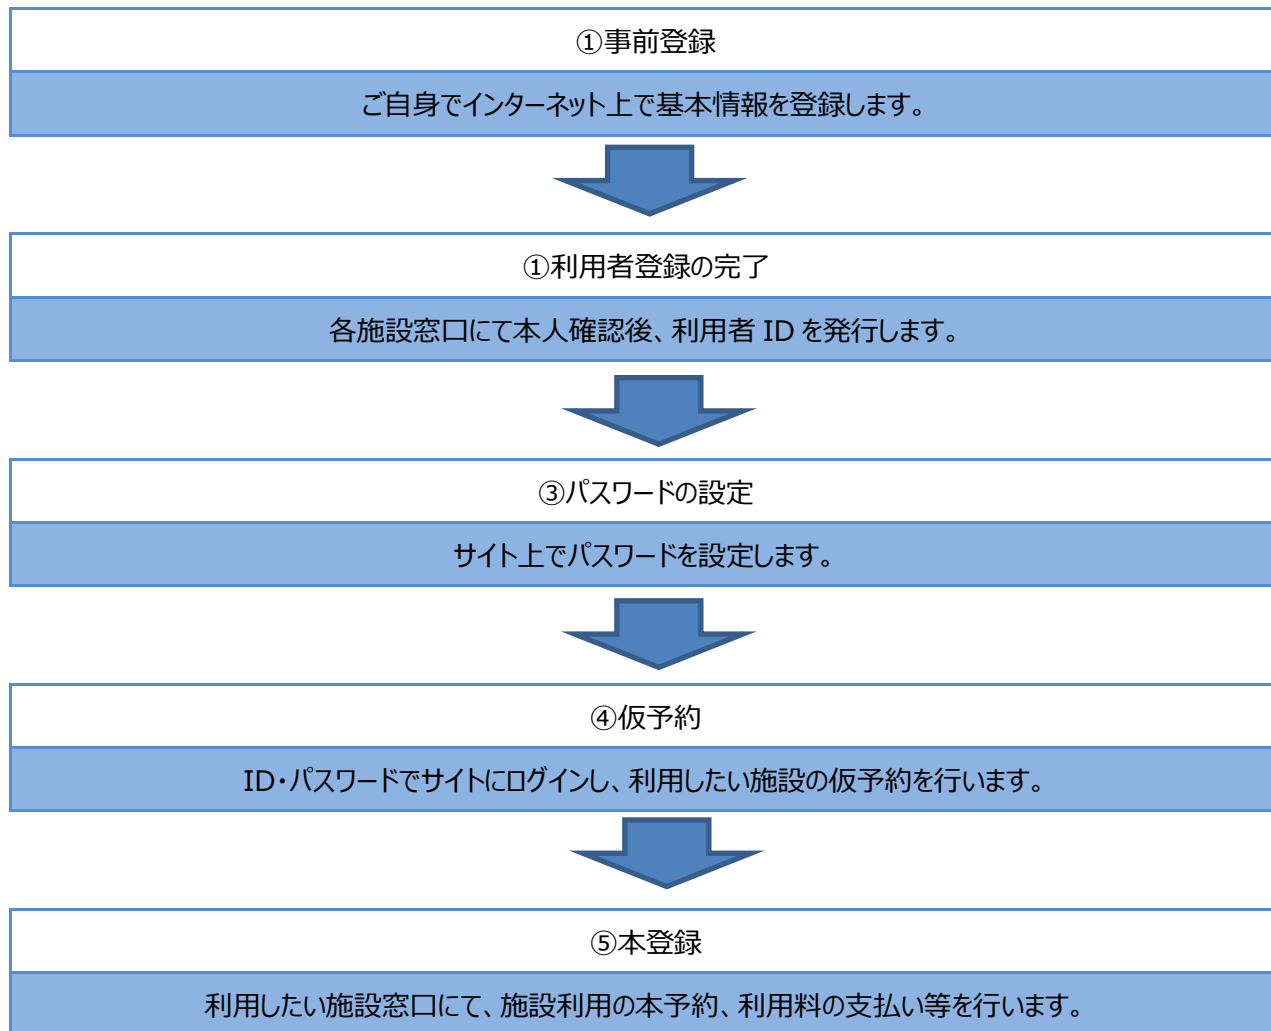 ①事前登録
ご自身でインターネット上で基本情報を登録します。
①利用者登録の完了
各施設窓口にて本人確認後、利用者 ID を発行します。
③パスワードの設定
サイト上でパスワードを設定します。
④仮予約
ID・パスワードでサイトにログインし、利用したい施設の仮予約を行います。
⑤本登録
利用したい施設窓口にて、施設利用の本予約、利用料の支払い等を行います。